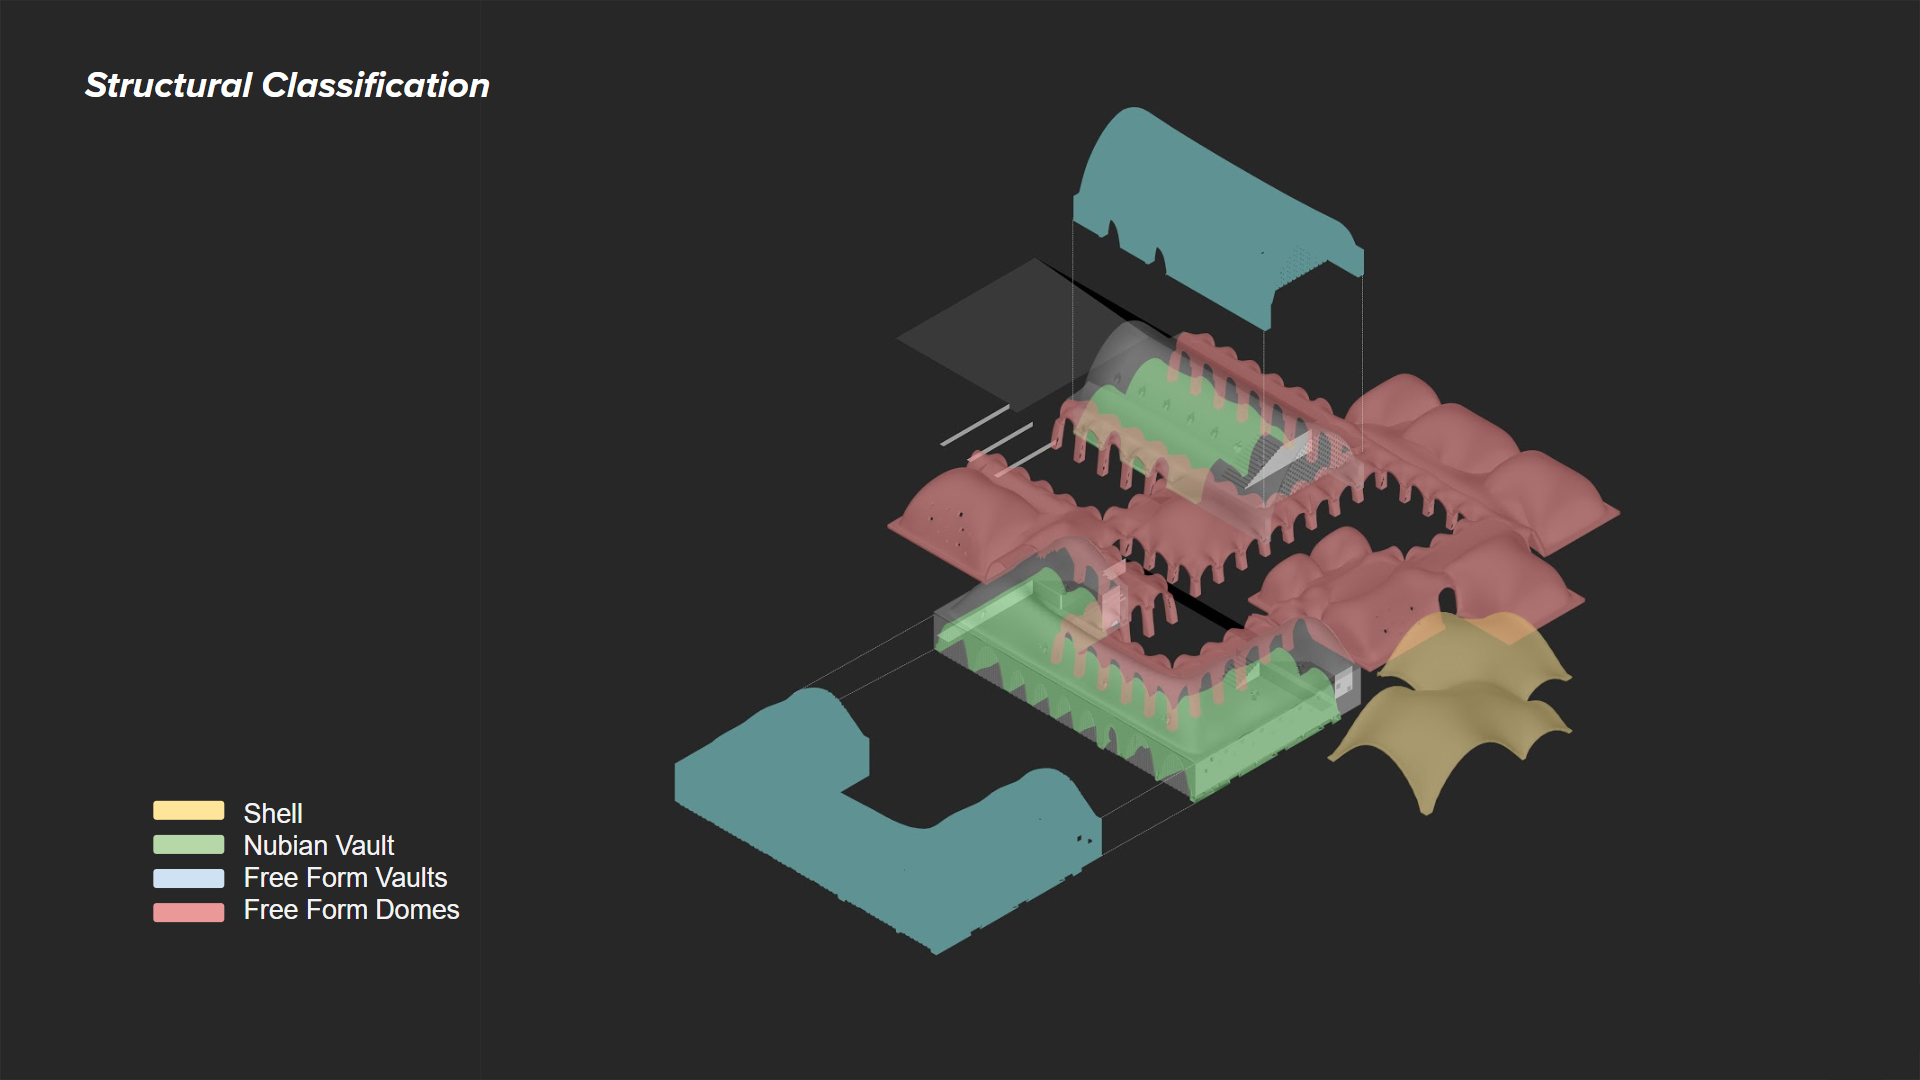 Structural Classification
Shell
Nubian Vault
Free Form Vaults
Free Form Domes